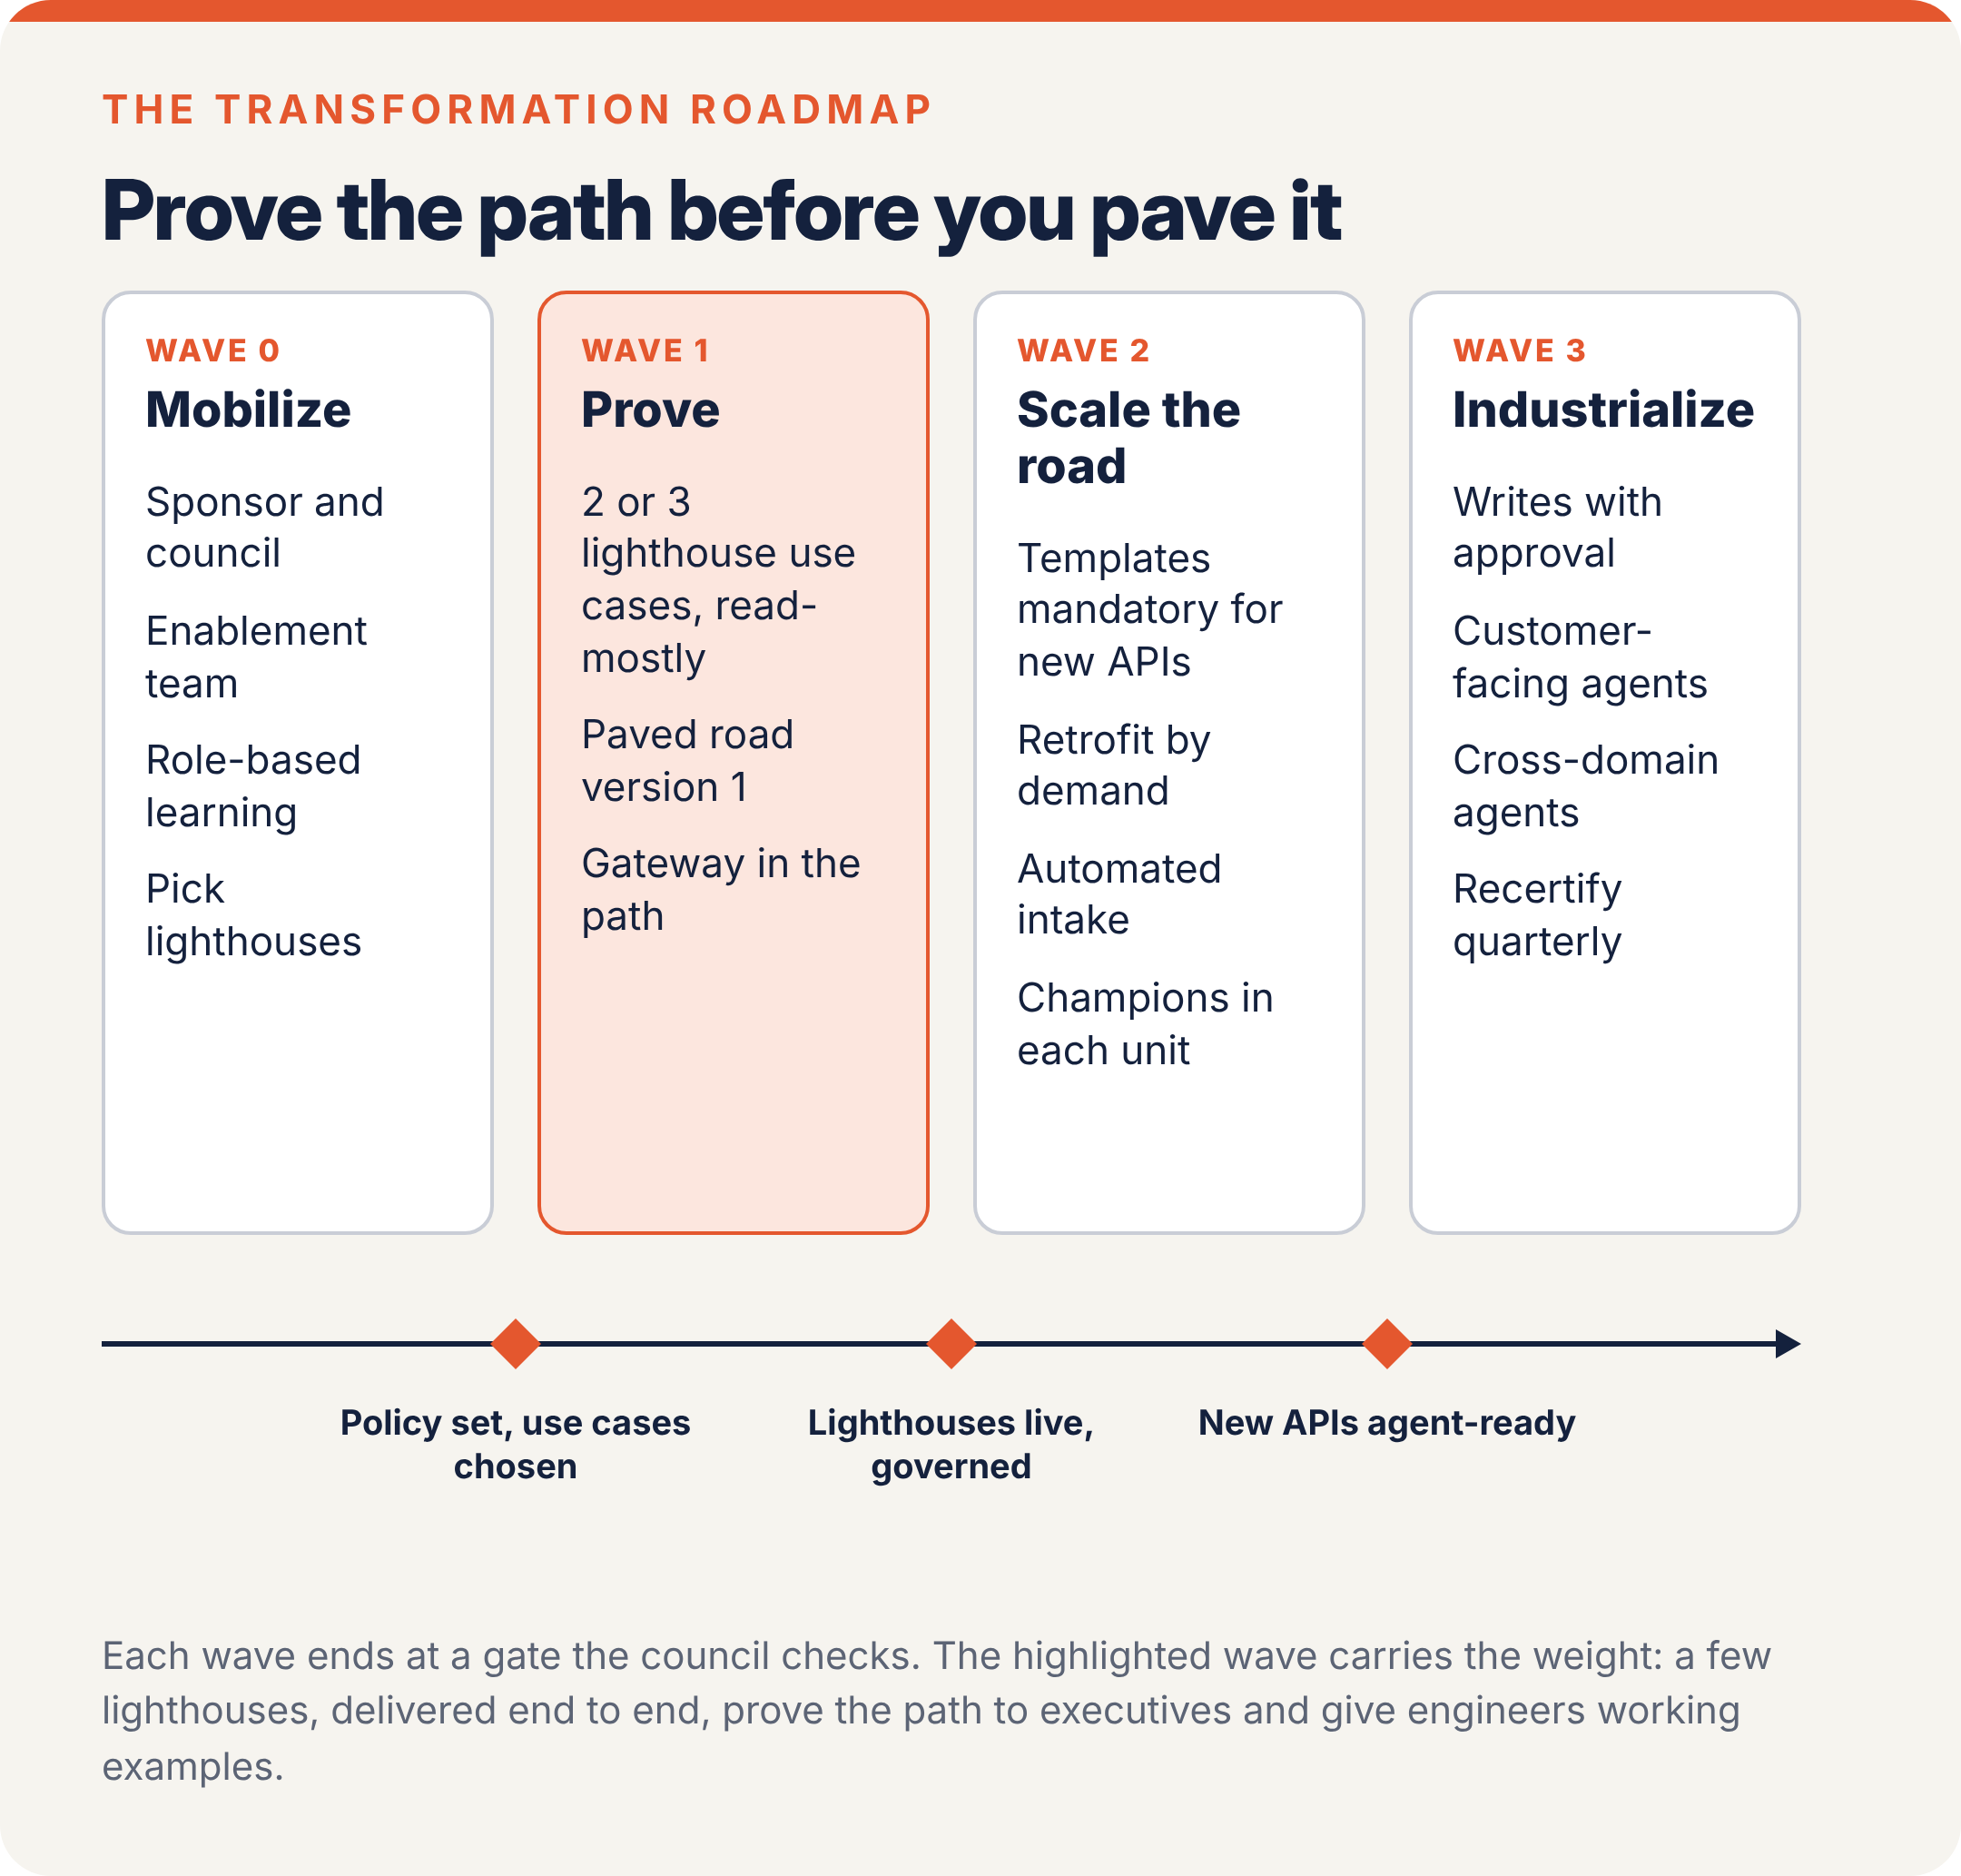 THE TRANSFORMATION ROADMAP
Prove the path before you pave it
WAVE 0
Mobilize
Sponsor and
council
Enablement
team
Role-based
learning
Pick
lighthouses
WAVE 1
Prove
2 or 3
lighthouse use
cases, read-
mostly
Paved road
version 1
Gateway in the
path
WAVE 2
Scale the
road
Templates
mandatory for
new APIs
Retrofit by
demand
Automated
intake
Champions in
each unit
WAVE 3
Industrialize
Writes with
approval
Customer-
facing agents
Cross-domain
agents
Recertify
quarterly
Policy set, use cases
chosen
Lighthouses live,
governed
New APIs agent-ready
Each wave ends at a gate the council checks. The highlighted wave carries the weight: a few
lighthouses, delivered end to end, prove the path to executives and give engineers working
examples.